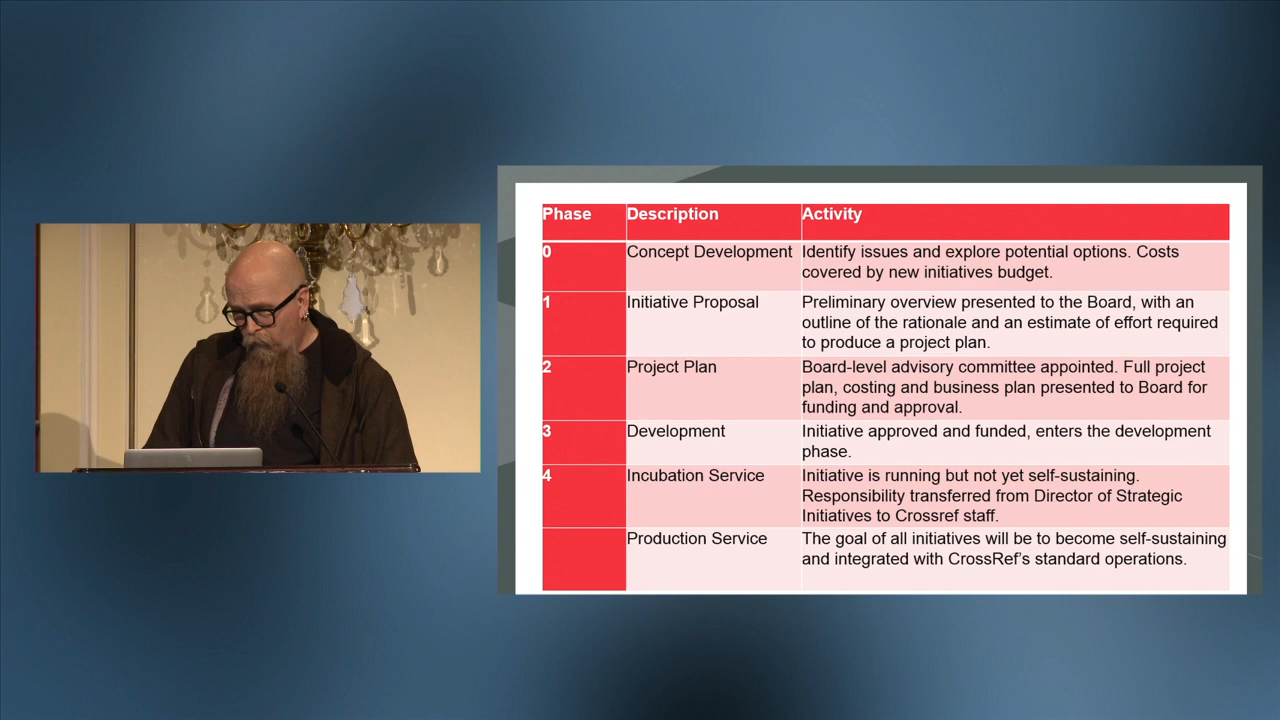 Phase Description Activity
0 Concept Development Identify issues and explore potential options. Costs
covered by new initiatives budget.
1 Initiative Proposal Preliminary overview presented to the Board, with an
outline of the rationale and an estimate of effort required
to produce a project plan.
2 Project Plan Board-level advisory committee appointed. Full project
plan, costing and business plan presented to Board for
funding and approval.
3 Development Initiative approved and funded, enters the development
phase.
4 Incubation Service Initiative is running but not yet self-sustaining.
Responsibility transferred from Director of Strategic
Initiatives to Crossref staff.
Production Service The goal of all initiatives will be to become self-sustaining
and integrated with CrossRef’s standard operations.